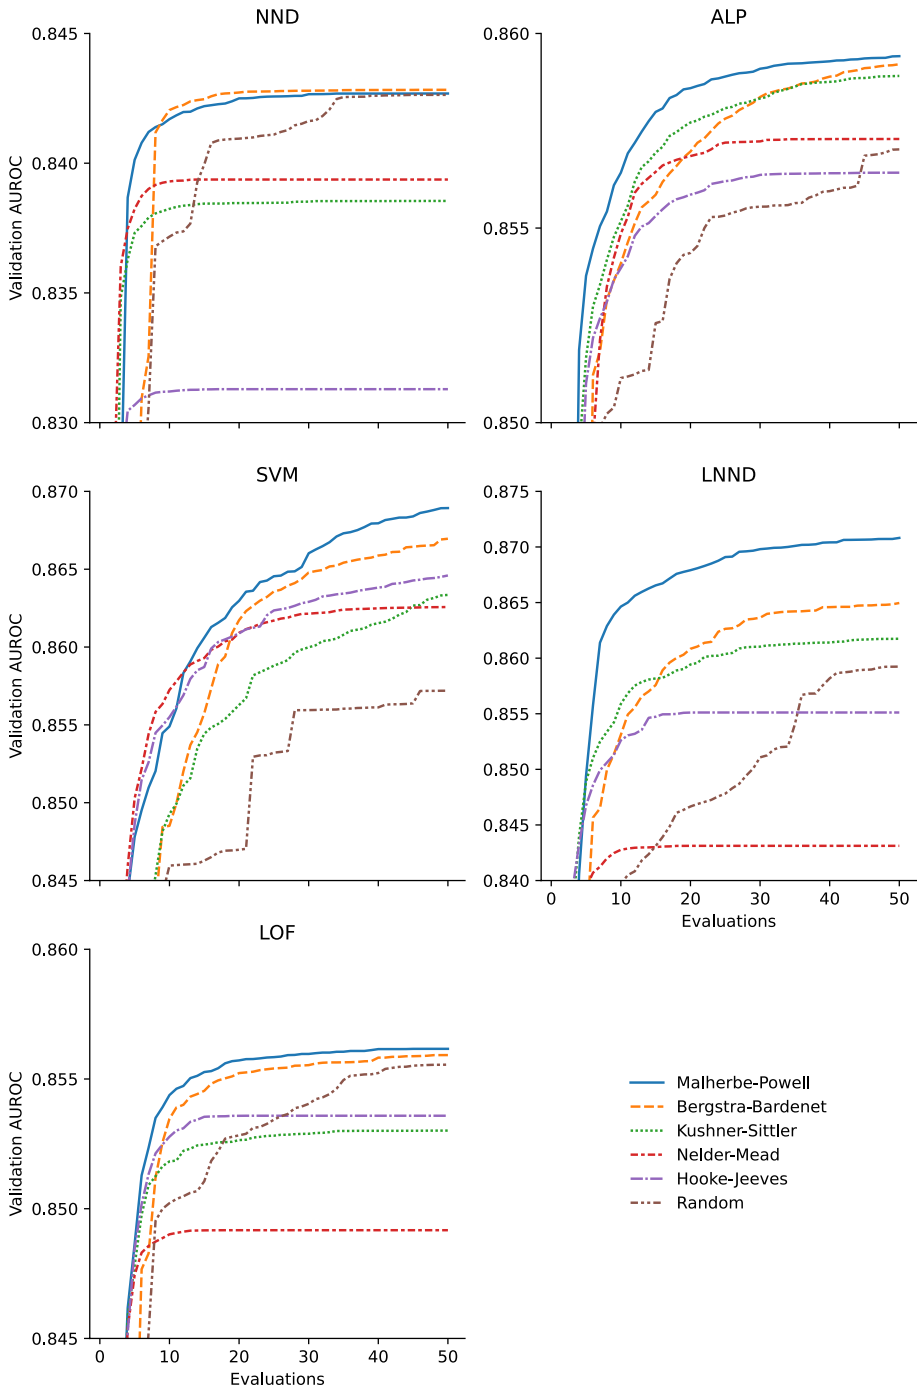 NND
0.845
0.840
0.835
0.830
Validation AUROC
ALP
0.860
0.855
0.850
SVM
0.870
0.865
0.860
0.855
0.850
0.845
Validation AUROC
LNND
0.875
0.870
0.865
0.860
0.855
0.850
0.845
0.840
0 10 20 30 40 50
Evaluations
LOF
0.860
0.855
0.850
0.845
Validation AUROC
0 10 20 30 40 50
Evaluations
Malherbe-Powell
Bergstra-Bardenet
Kushner-Sittler
Nelder-Mead
Hooke-Jeeves
Random